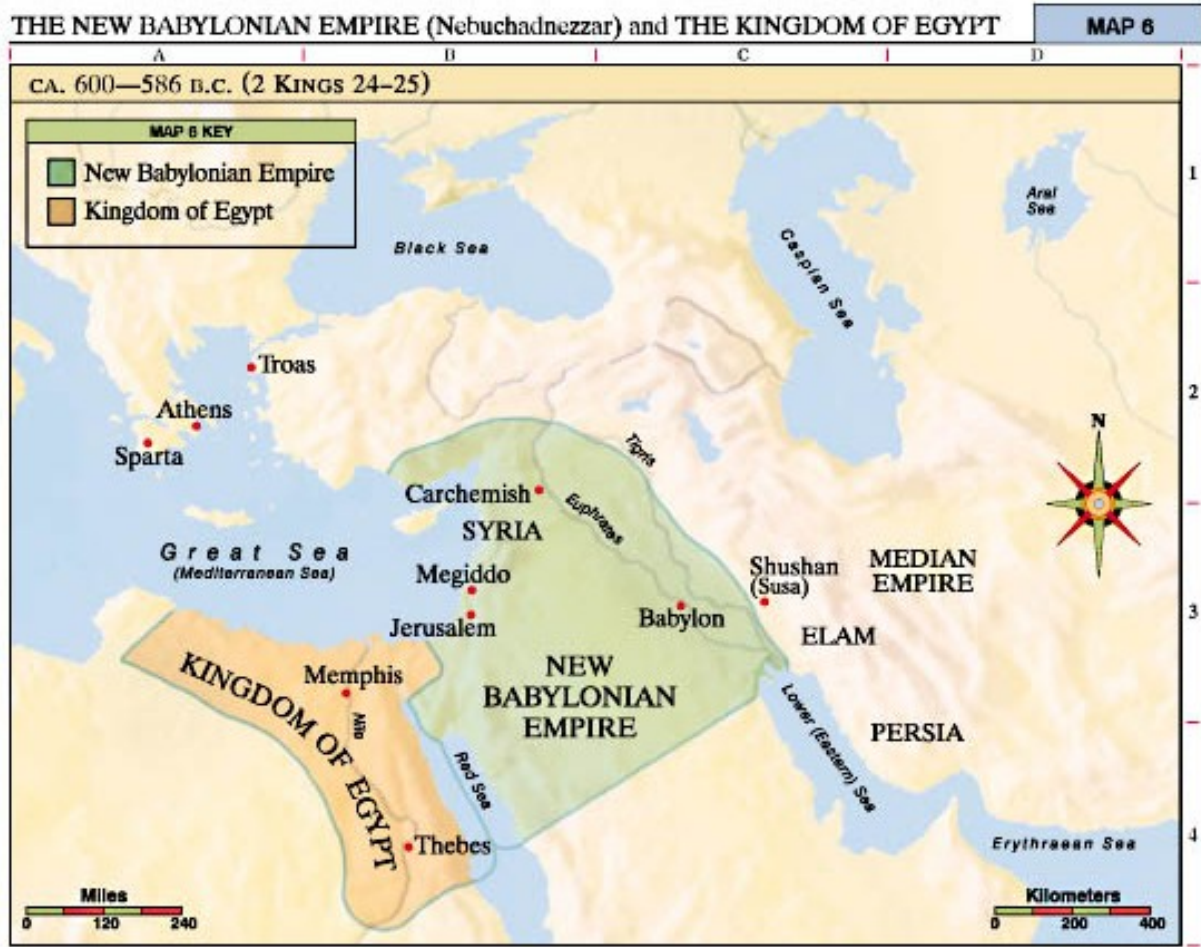 THE NEW BABYLONIAN EMPIRE (Nebuchadnezzar) and THE KINGDOM OF EGYPT
MAP 6
A B C D
CA. 600—586 B.C. (2 KINGS 24–25)
MAP 6 KEY
New Babylonian Empire
Kingdom of Egypt
1
Aral
Sea
Black Sea
Caspian Sea
Troas
2
Athens
Sparta
N
Tigris
Carchemish
Euphrates
SYRIA
Great Sea
(Mediterranean Sea)
MEDIAN
EMPIRE
Shushan
(Susa)
Megiddo
3
Babylon
Jerusalem
ELAM
KINGDOM OF EGYPT
Memphis
NEW
BABYLONIAN
EMPIRE
Nile
Lower (Eastern) Sea
PERSIA
Red Sea
4
Thebes
Erythraean Sea
Miles
0 120 240
Kilometers
0 200 400